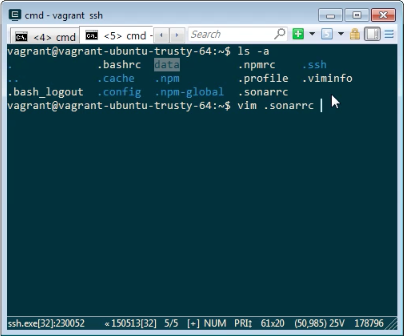 cmd - vagrant ssh
<4> cmd
<5> cmd -
Search
vagrant@vagrant-ubuntu-trusty-64:~$ ls -a
. .bashrc data .npmrc .ssh
.. .cache .npm .profile .viminfo
.bash_logout .config .npm-global .sonarrc
vagrant@vagrant-ubuntu-trusty-64:~$ vim .sonarrc
ssh.exe[32]:230052 «150513[32] 5/5 [+] NUM PRI↕ 61x20 (50,985) 25V 178796